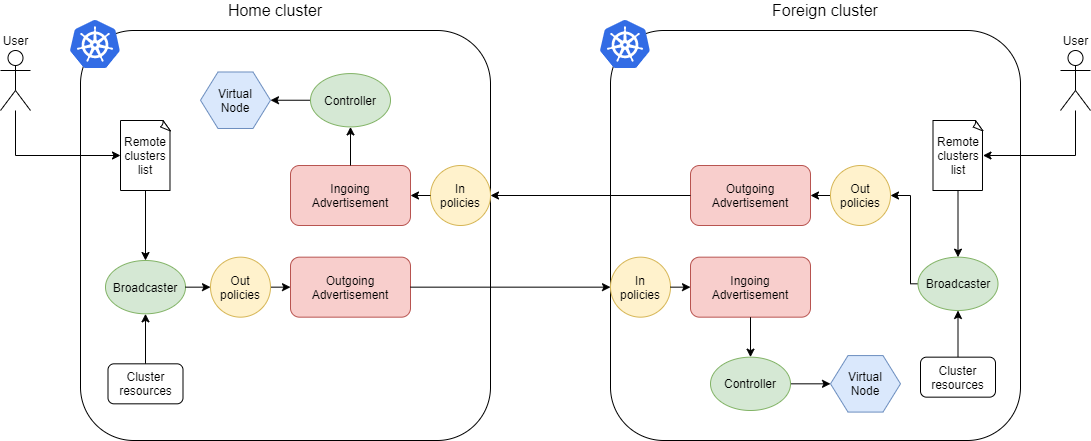 Home cluster
Foreign cluster
User
User
Virtual
Node
Controller
Remote
clusters
list
Remote
clusters
list
Ingoing
Advertisement
In
policies
Outgoing
Advertisement
Out
policies
Broadcaster
Out
policies
Outgoing
Advertisement
In
policies
Ingoing
Advertisement
Broadcaster
Cluster
resources
Controller
Virtual
Node
Cluster
resources